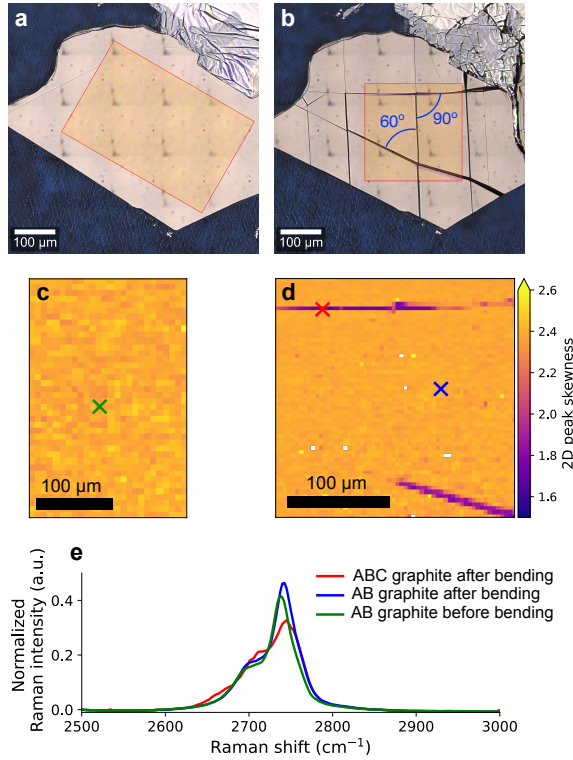 a
100 µm
b
60°
90°
100 µm
c
100 µm
d
100 µm
2.6
2.4
2.2
2.0
1.8
1.6
2D peak skewness
e
ABC graphite after bending
AB graphite after bending
AB graphite before bending
Normalized
Raman intensity (a.u.)
0.4
0.2
0.0
2500
2600
2700
2800
2900
3000
Raman shift (cm⁻¹)